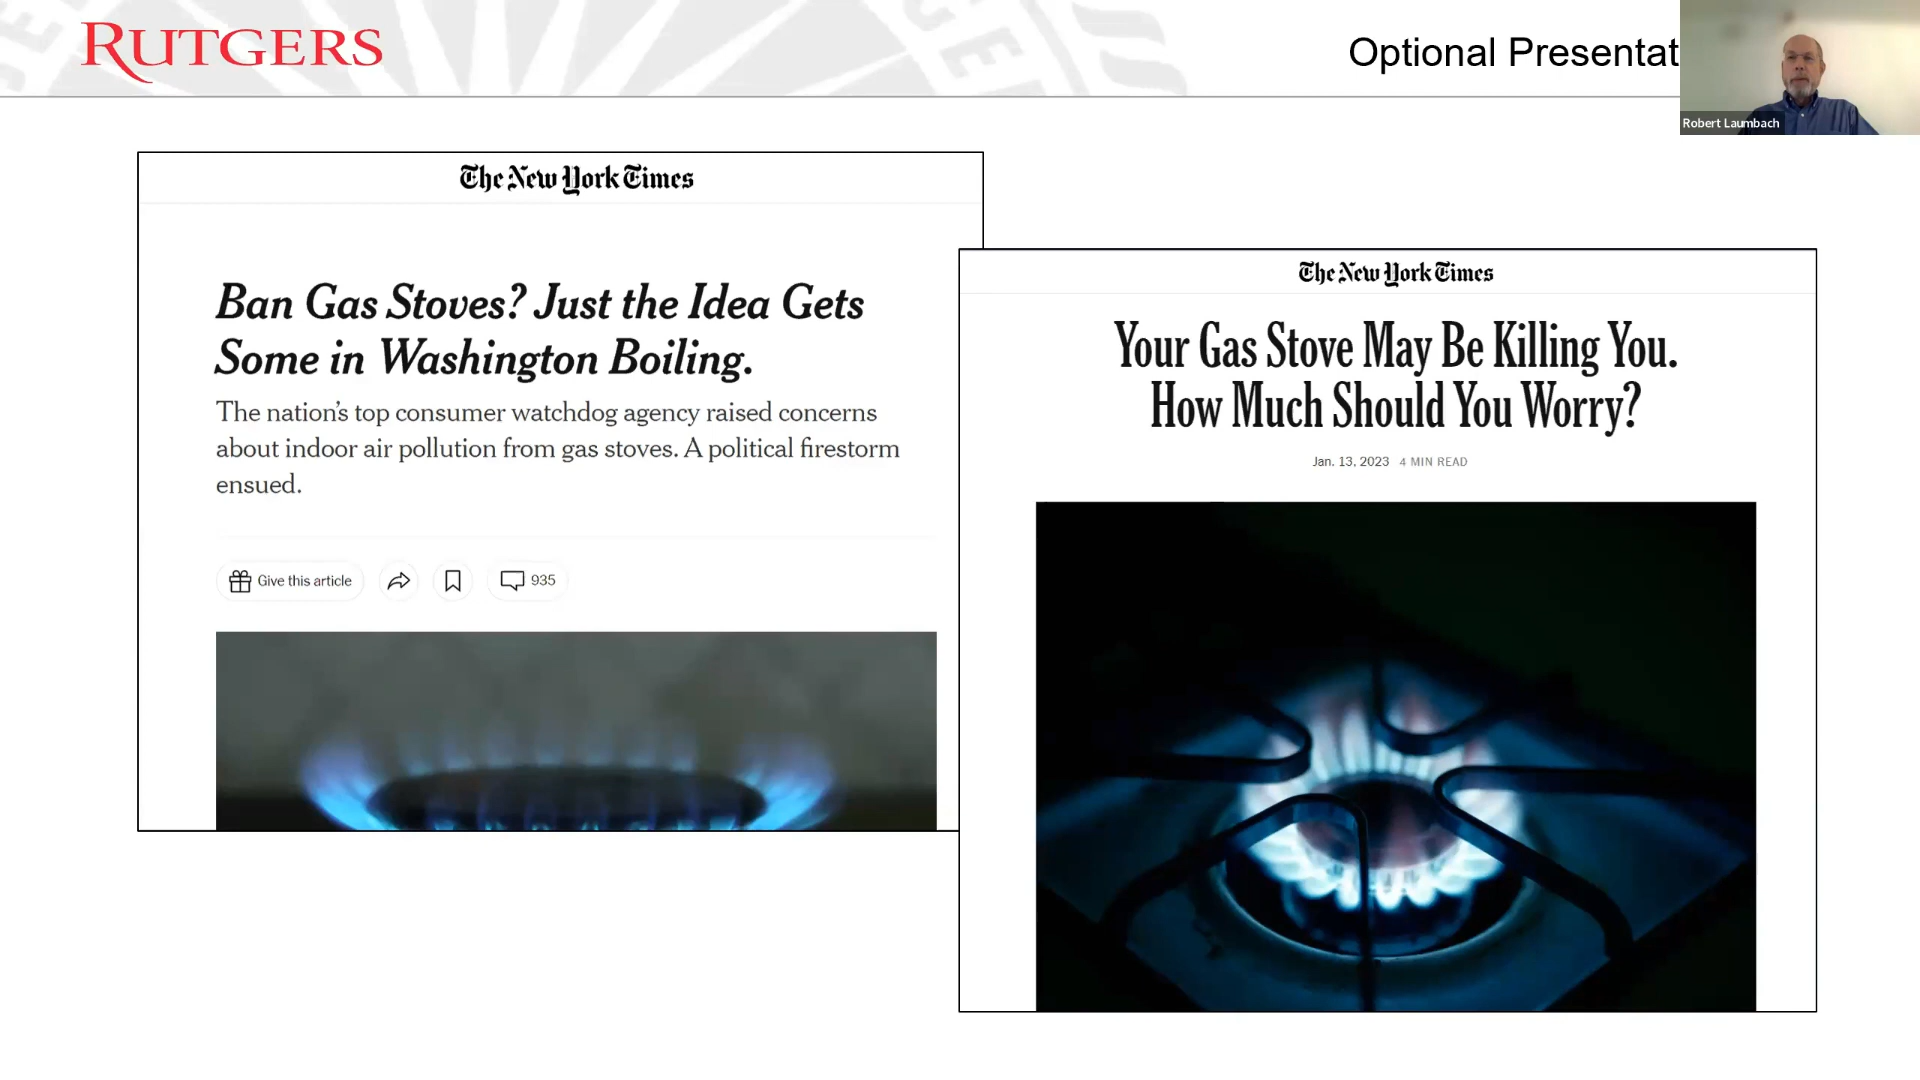 RUTGERS
Optional Presentat
Robert Laumbach
The New York Times
Ban Gas Stoves? Just the Idea Gets
Some in Washington Boiling.
The nation's top consumer watchdog agency raised concerns
about indoor air pollution from gas stoves. A political firestorm
ensued.
Give this article
935
The New York Times
Your Gas Stove May Be Killing You.
How Much Should You Worry?
Jan. 13, 2023 4 MIN READ